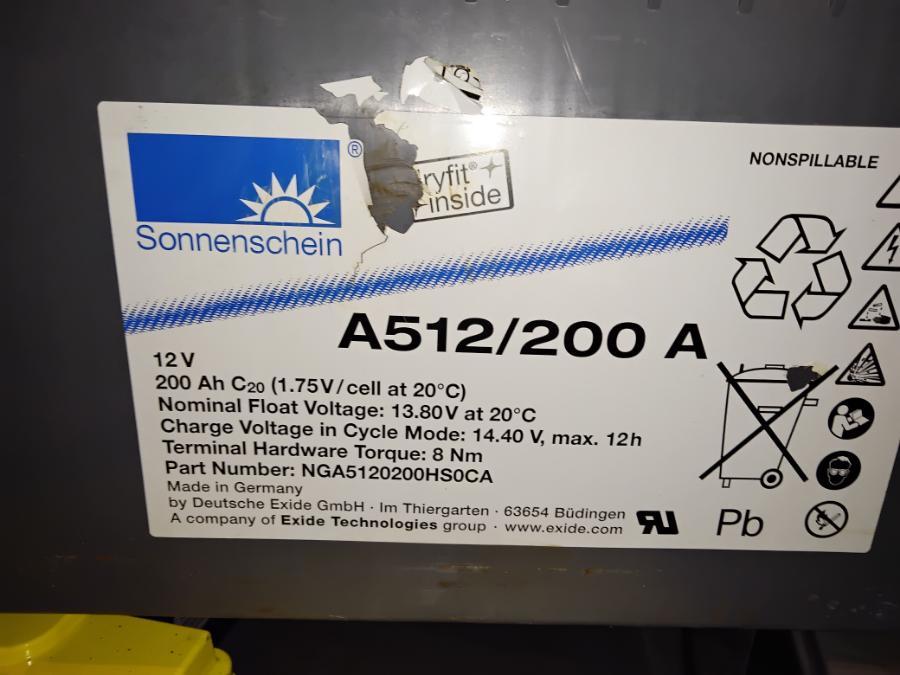 Sonnenschein®
ryfit®
inside
NONSPILLABLE
A512/200 A
12 V
200 Ah C20 (1.75V/cell at 20°C)
Nominal Float Voltage: 13.80V at 20°C
Charge Voltage in Cycle Mode: 14.40 V, max. 12h
Terminal Hardware Torque: 8 Nm
Part Number: NGA5120200HS0CA
Made in Germany
by Deutsche Exide GmbH · Im Thiergarten · 63654 Büdingen
A company of Exide Technologies group · www.exide.com
Pb